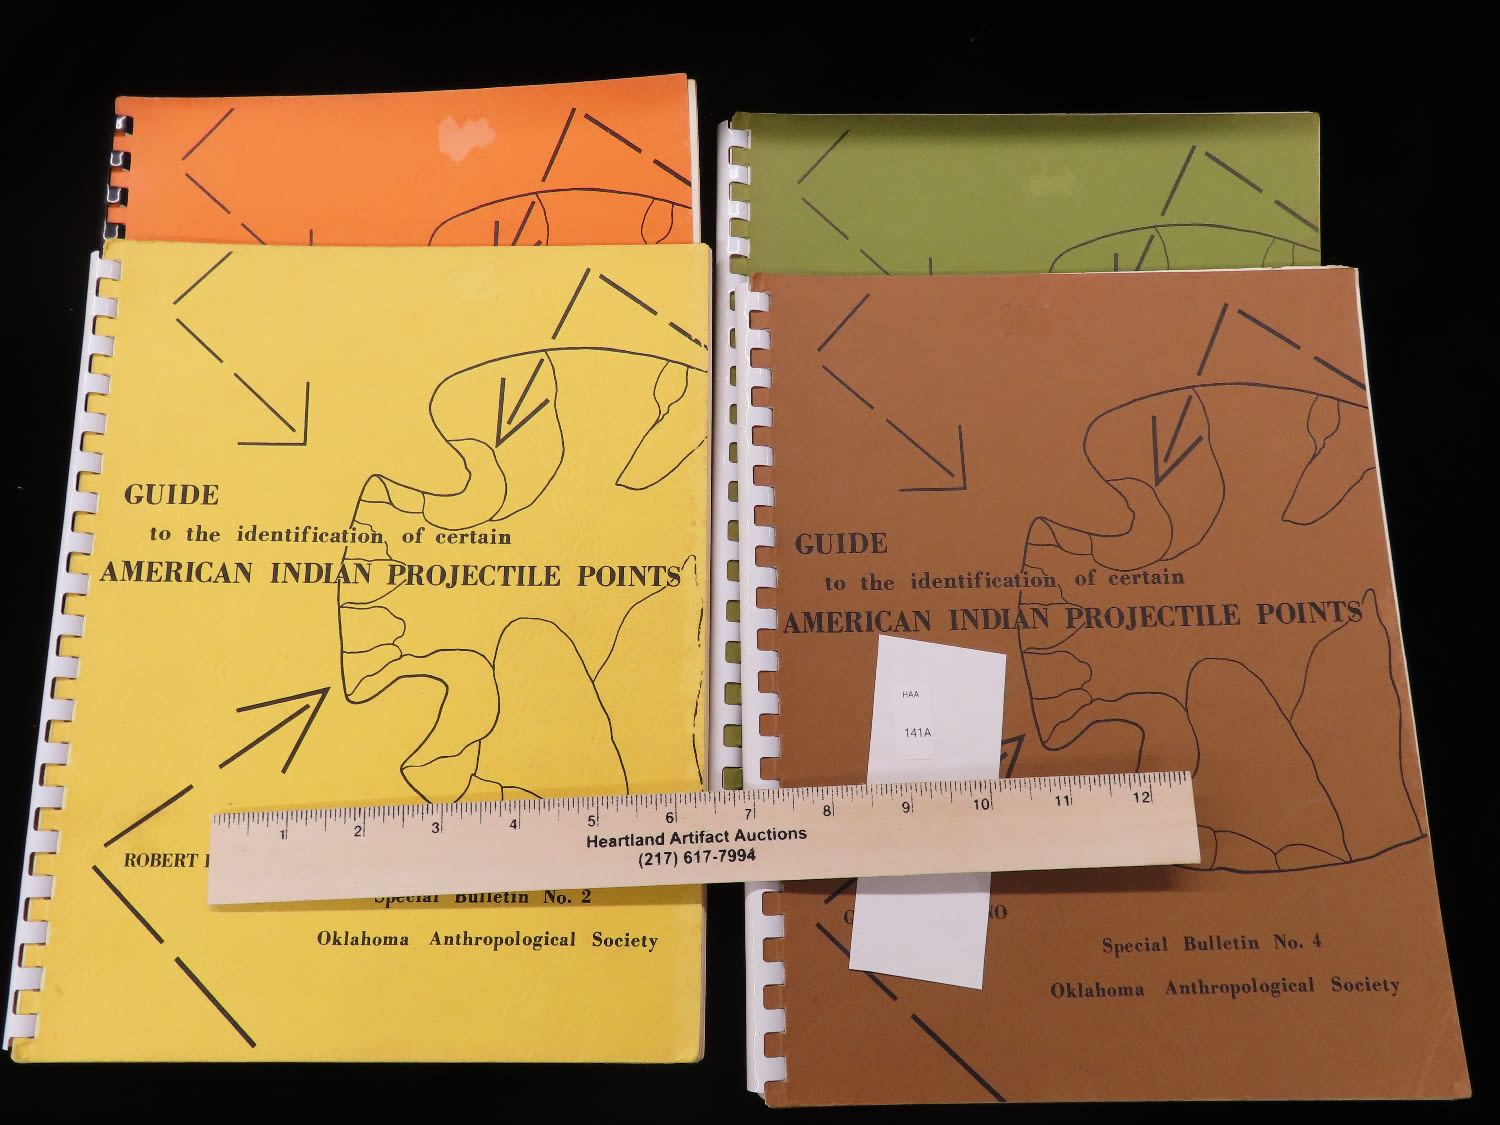 GUIDE
to the identification of certain
AMERICAN INDIAN PROJECTILE POINTS
ROBERT
Special Bulletin No. 2
Oklahoma Anthropological Society
GUIDE
to the identification of certain
AMERICAN INDIAN PROJECTILE POINTS
HAA
141A
G
NO
Special Bulletin No. 4
Oklahoma Anthropological Society
1 2 3 4 5 6 7 8 9 10 11 12
Heartland Artifact Auctions
(217) 617-7994